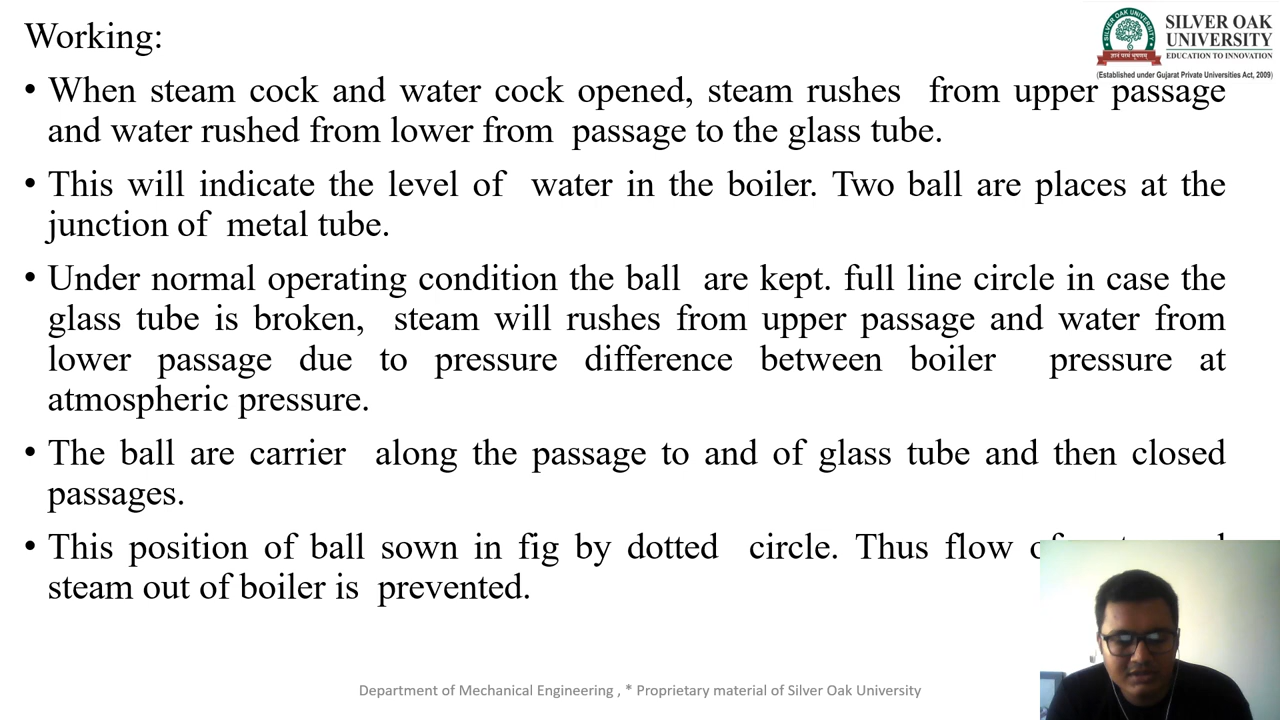 Working:
SILVER OAK
UNIVERSITY
EDUCATION TO INNOVATION
(Established under Gujarat Private Universities Act, 2009)
• When steam cock and water cock opened, steam rushes from upper passage
and water rushed from lower from passage to the glass tube.
• This will indicate the level of water in the boiler. Two ball are places at the
junction of metal tube.
• Under normal operating condition the ball are kept. full line circle in case the
glass tube is broken, steam will rushes from upper passage and water from
lower passage due to pressure difference between boiler pressure at
atmospheric pressure.
• The ball are carrier along the passage to and of glass tube and then closed
passages.
• This position of ball sown in fig by dotted circle. Thus flow
steam out of boiler is prevented.
Department of Mechanical Engineering , * Proprietary material of Silver Oak University